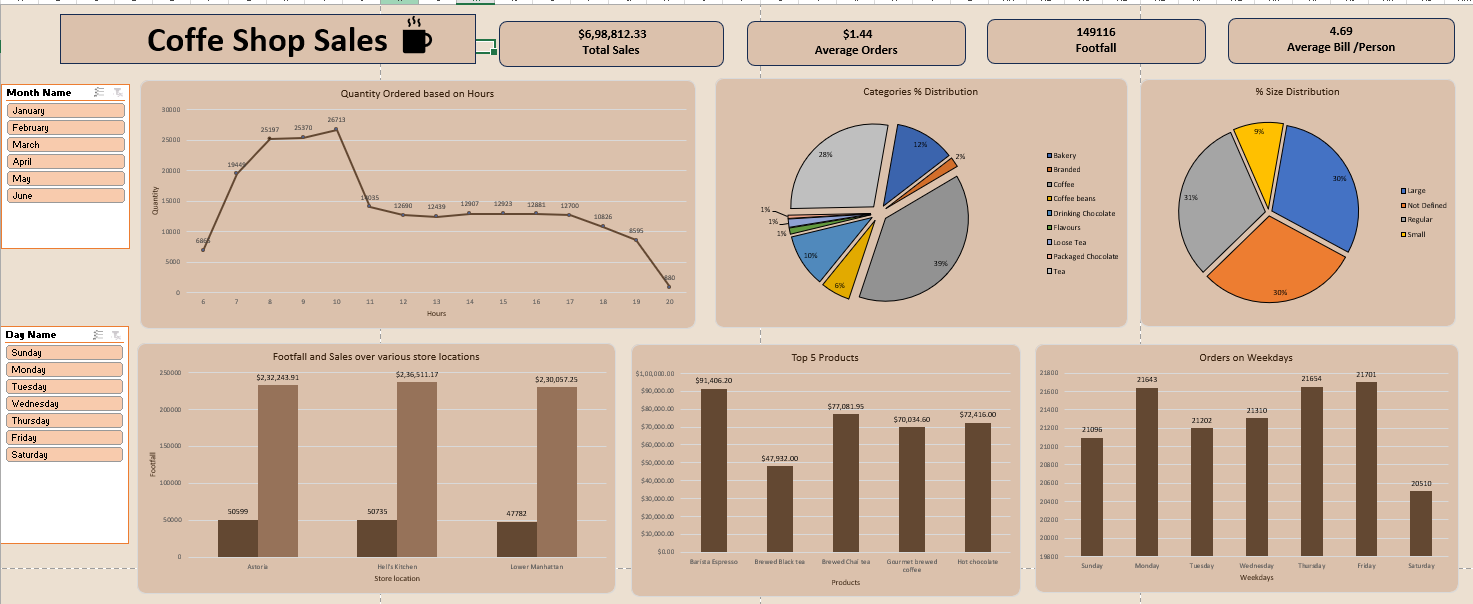 Coffe Shop Sales
$6,98,812.33
Total Sales
$1.44
Average Orders
149116
Footfall
4.69
Average Bill /Person
Month Name
January
February
March
April
May
June
Quantity Ordered based on Hours
30000
25000
20000
15000
10000
5000
0
Quantity
19449
25197
25370
26713
12690
12439
12907
12923
12881
12700
10826
8595
6 7 8 9 10 11 12 13 14 15 16 17 18 19 20
Hours
Categories % Distribution
28%
12%
2%
39%
6%
10%
1%
1%
1%
Bakery
Branded
Coffee
Coffee beans
Drinking Chocolate
Flavours
Loose Tea
Packaged Chocolate
Tea
% Size Distribution
9%
30%
31%
30%
Large
Not Defined
Regular
Small
Day Name
Sunday
Monday
Tuesday
Wednesday
Thursday
Friday
Saturday
Footfall and Sales over various store locations
250000
200000
150000
100000
50000
0
Footfall
$2,32,243.91
$2,36,511.17
$2,30,057.25
50599
50735
47782
Astoria
Hell's Kitchen
Lower Manhattan
Store location
Top 5 Products
$1,00,000.00
$90,000.00
$80,000.00
$70,000.00
$60,000.00
$50,000.00
$40,000.00
$30,000.00
$20,000.00
$10,000.00
$0.00
$91,406.20
$47,932.00
$77,081.95
$70,034.60
$72,416.00
Barista Espresso
Brewed Black tea
Brewed Chai tea
Gourmet brewed
coffee
Hot chocolate
Products
Orders on Weekdays
21800
21600
21400
21200
21000
20800
20600
20400
20200
20000
19800
21096
21643
21202
21310
21654
21701
20510
Sunday
Monday
Tuesday
Wednesday
Thursday
Friday
Saturday
Weekdays